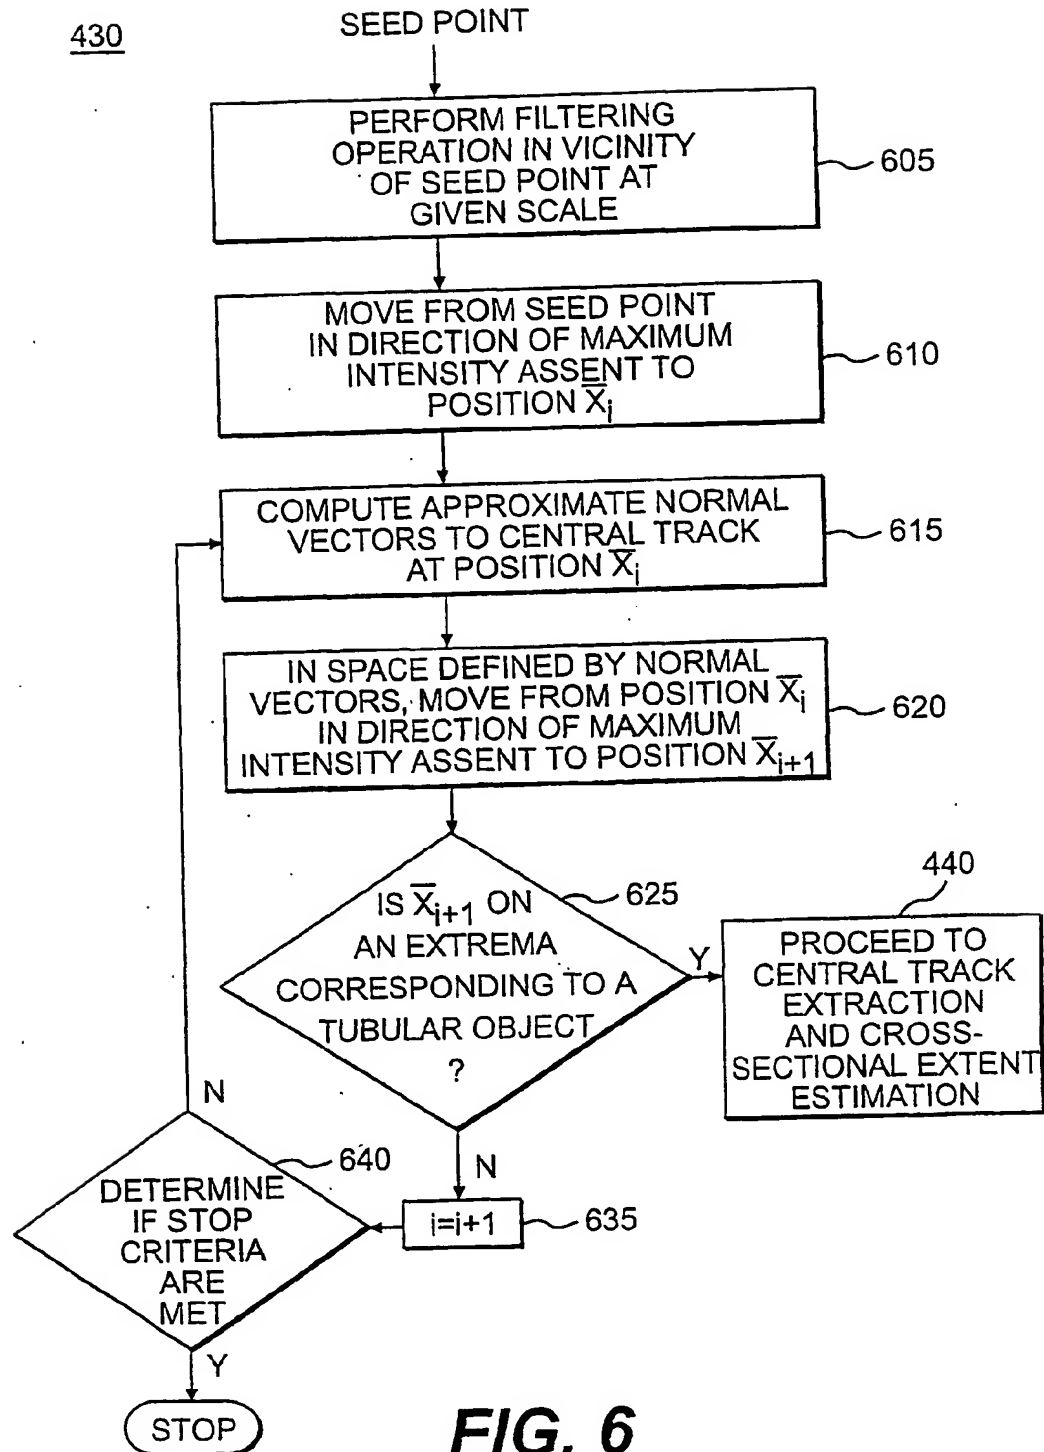 430
SEED POINT
PERFORM FILTERING
OPERATION IN VICINITY
OF SEED POINT AT
GIVEN SCALE
605
MOVE FROM SEED POINT
IN DIRECTION OF MAXIMUM
INTENSITY ASSENT TO
POSITION X̅i
610
COMPUTE APPROXIMATE NORMAL
VECTORS TO CENTRAL TRACK
AT POSITION X̅i
615
IN SPACE DEFINED BY NORMAL
VECTORS, MOVE FROM POSITION X̅i
IN DIRECTION OF MAXIMUM
INTENSITY ASSENT TO POSITION X̅i+1
620
IS X̅i+1 ON
AN EXTREMA
CORRESPONDING TO A
TUBULAR OBJECT
?
625
Y
440
PROCEED TO
CENTRAL TRACK
EXTRACTION
AND CROSS-
SECTIONAL EXTENT
ESTIMATION
N
i=i+1
635
N
640
DETERMINE
IF STOP
CRITERIA
ARE
MET
Y
STOP
FIG. 6